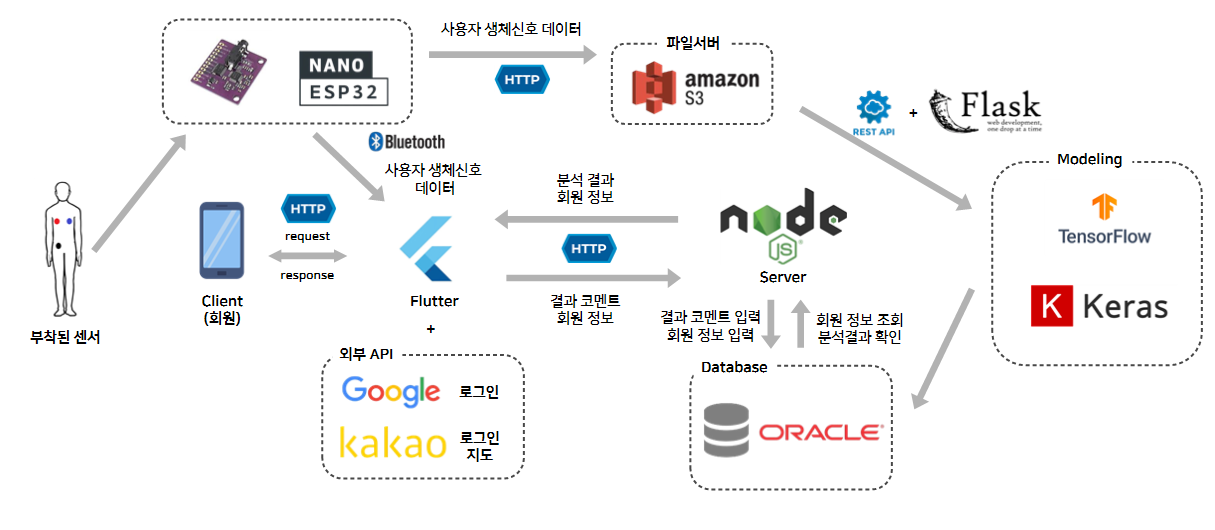 사용자 생체신호 데이터
HTTP
NANO
ESP32
파일서버
amazon
S3
REST API
+
Flask
web development,
one drop at a time
Bluetooth
사용자 생체신호
데이터
Modeling
TensorFlow
Keras
HTTP
request
response
분석 결과
회원 정보
HTTP
결과 코멘트
회원 정보
node
JS
Server
Client
(회원)
Flutter
+
부착된 센서
외부 API
Google
로그인
kakao
로그인
지도
결과 코멘트 입력
회원 정보 입력
회원 정보 조회
분석결과 확인
Database
ORACLE